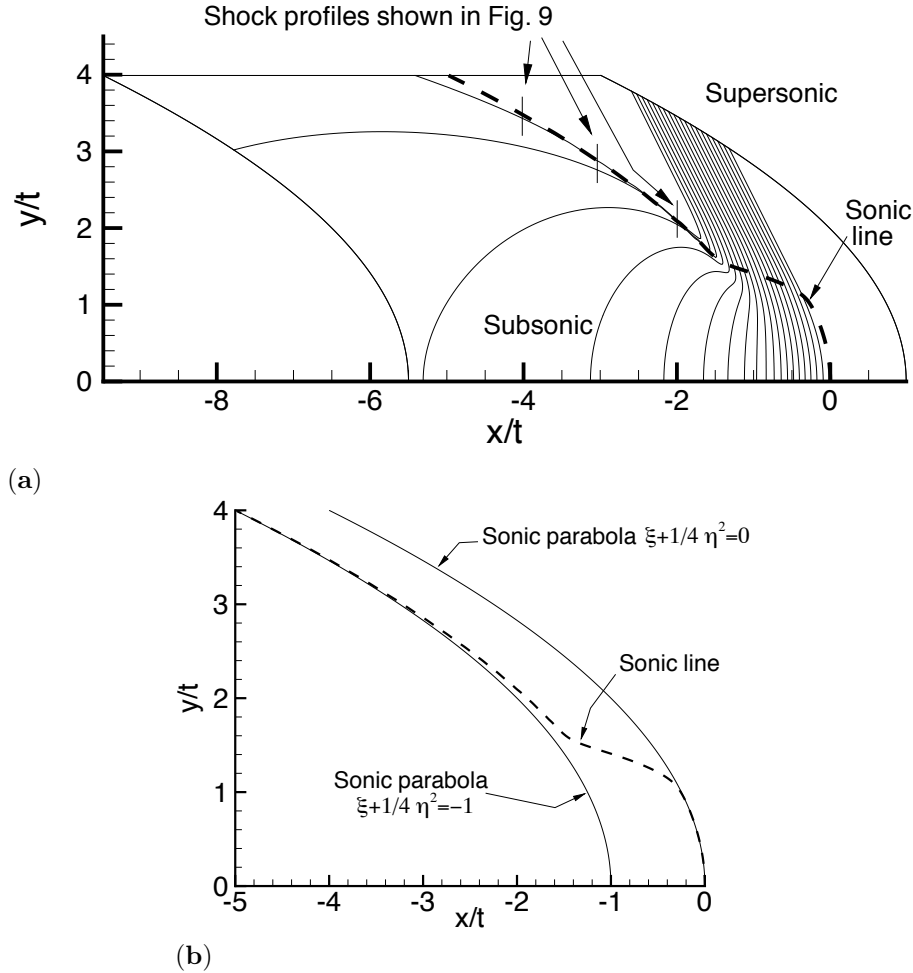 Shock profiles shown in Fig. 9
Supersonic
Sonic
line
Subsonic
y/t
4
3
2
1
0
-8
-6
-4
-2
0
x/t
(a)
Sonic parabola ξ+1/4 η²=0
Sonic line
Sonic parabola
ξ+1/4 η²=−1
y/t
4
3
2
1
0
-5
-4
-3
-2
-1
0
x/t
(b)